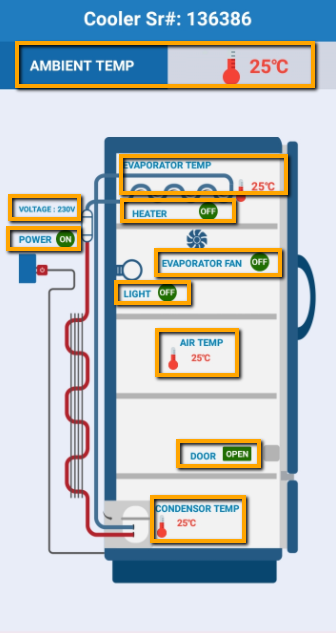 Cooler Sr#: 136386
AMBIENT TEMP 25°C
EVAPORATOR TEMP
25°C
VOLTAGE : 230V
HEATER OFF
POWER ON
EVAPORATOR FAN OFF
LIGHT OFF
AIR TEMP
25°C
DOOR OPEN
CONDENSOR TEMP
25°C